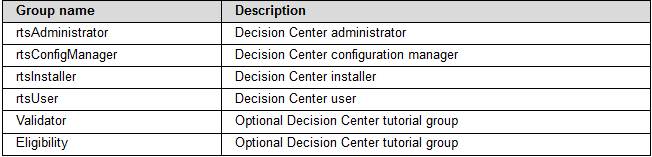 Group name Description
rtsAdministrator Decision Center administrator
rtsConfigManager Decision Center configuration manager
rtsInstaller Decision Center installer
rtsUser Decision Center user
Validator Optional Decision Center tutorial group
Eligibility Optional Decision Center tutorial group